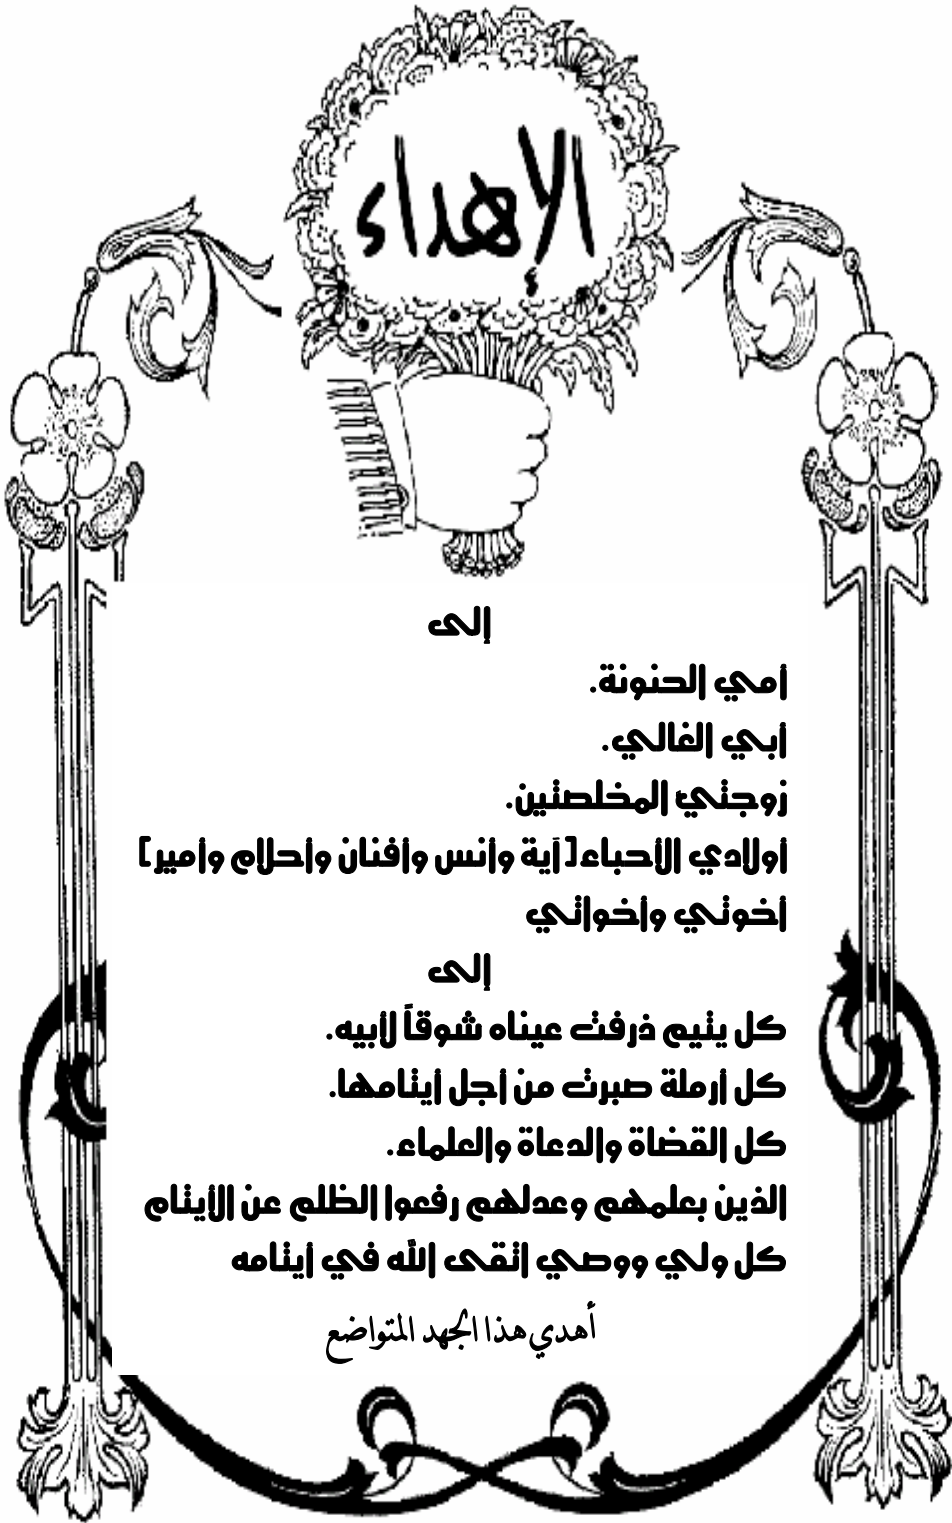 الإهداء
إلى
أمي الحنونة.
أبي الغالي.
زوجتي المخلصتين.
أولادي الأحباء[ آية وأنس وأفنان وأحلام وأمير]
أخوتي وأخواتي
إلى
كل يتيم ذرفت عيناه شوقاً لأبيه.
كل أرملة صبرت من أجل أيتامها.
كل القضاة والدعاة والعلماء.
الذين بعلمهم وعدلهم رفعوا الظلم عن الأيتام
كل ولي ووصي اتقى الله في أيتامه
أهدي هذا الجهد المتواضع